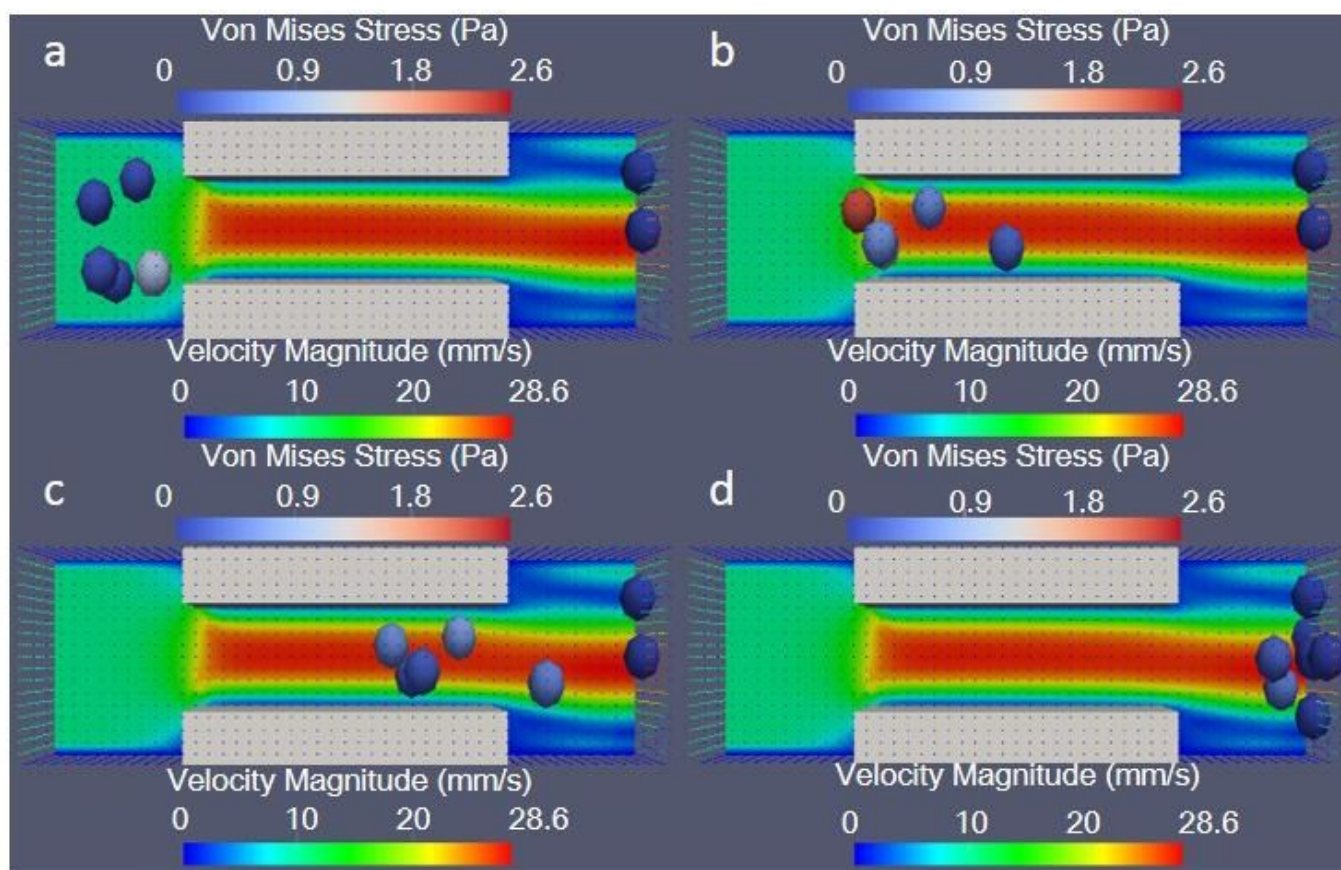 a
Von Mises Stress (Pa)
0 0.9 1.8 2.6
Velocity Magnitude (mm/s)
0 10 20 28.6
b
Von Mises Stress (Pa)
0 0.9 1.8 2.6
Velocity Magnitude (mm/s)
0 10 20 28.6
c
Von Mises Stress (Pa)
0 0.9 1.8 2.6
Velocity Magnitude (mm/s)
0 10 20 28.6
d
Von Mises Stress (Pa)
0 0.9 1.8 2.6
Velocity Magnitude (mm/s)
0 10 20 28.6